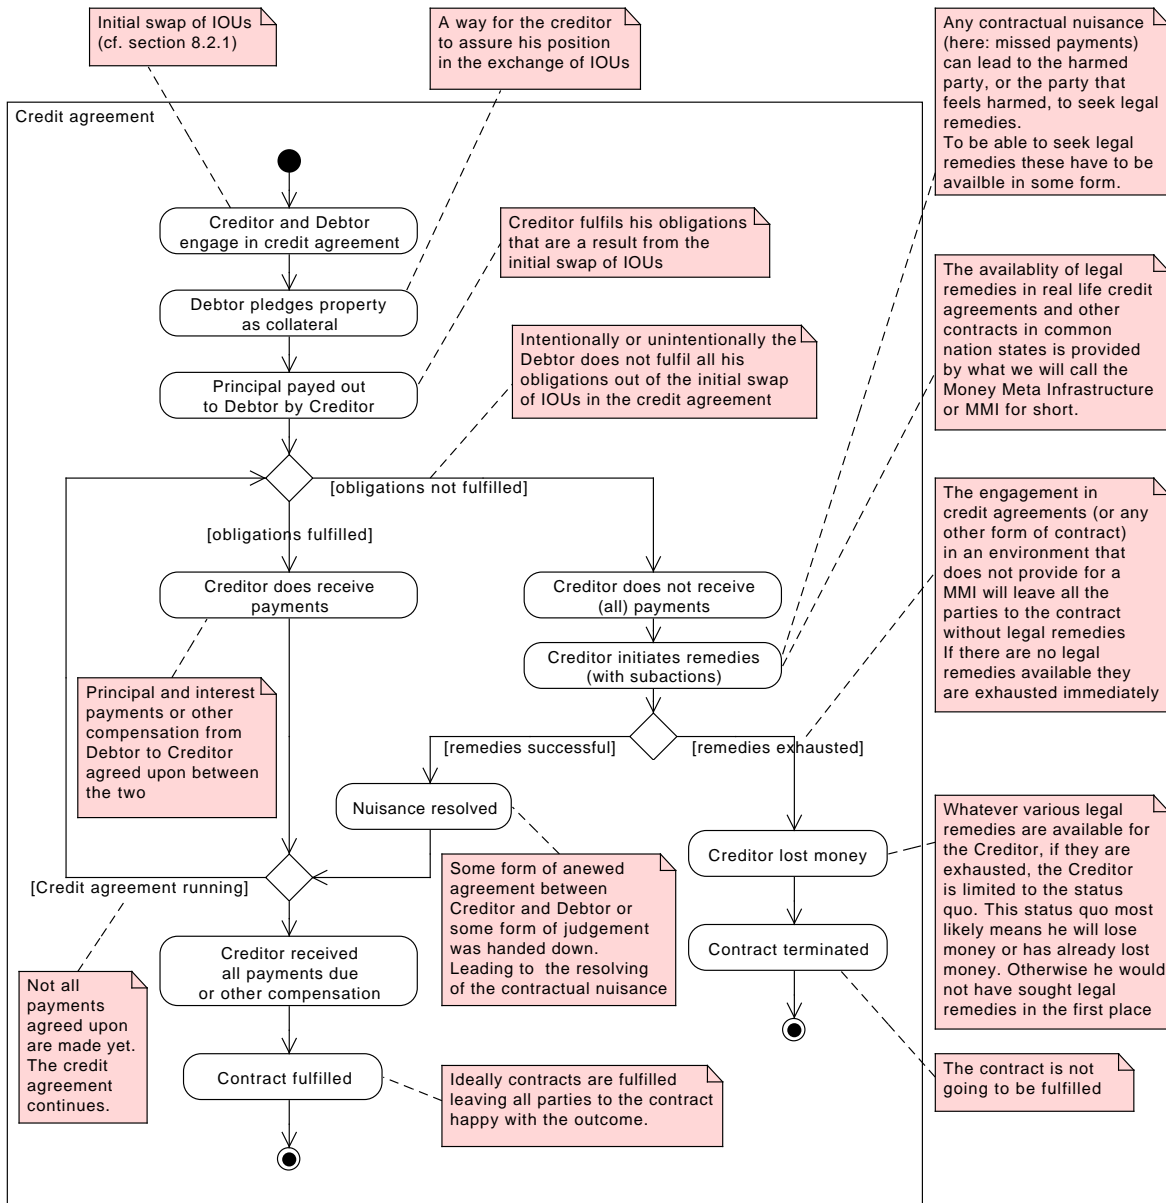 Initial swap of IOUs
(cf. section 8.2.1)
A way for the creditor
to assure his position
in the exchange of IOUs
Any contractual nuisance
(here: missed payments)
can lead to the harmed
party, or the party that
feels harmed, to seek legal
remedies.
To be able to seek legal
remedies these have to be
availble in some form.
Credit agreement
Creditor and Debtor
engage in credit agreement
Creditor fulfils his obligations
that are a result from the
initial swap of IOUs
The availablity of legal
remedies in real life credit
agreements and other
contracts in common
nation states is provided
by what we will call the
Money Meta Infrastructure
or MMI for short.
Debtor pledges property
as collateral
Intentionally or unintentionally the
Debtor does not fulfil all his
obligations out of the initial swap
of IOUs in the credit agreement
Principal payed out
to Debtor by Creditor
[obligations not fulfilled]
[obligations fulfilled]
The engagement in
credit agreements (or any
other form of contract)
in an environment that
does not provide for a
MMI will leave all the
parties to the contract
without legal remedies
If there are no legal
remedies available they
are exhausted immediately
Creditor does receive
payments
Creditor does not receive
(all) payments
Creditor initiates remedies
(with subactions)
Principal and interest
payments or other
compensation from
Debtor to Creditor
agreed upon between
the two
[remedies successful]
[remedies exhausted]
Nuisance resolved
Creditor lost money
Whatever various legal
remedies are available for
the Creditor, if they are
exhausted, the Creditor
is limited to the status
quo. This status quo most
likely means he will lose
money or has already lost
money. Otherwise he would
not have sought legal
remedies in the first place
[Credit agreement running]
Some form of anewed
agreement between
Creditor and Debtor or
some form of judgement
was handed down.
Leading to  the resolving
of the contractual nuisance
Creditor received
all payments due
or other compensation
Contract terminated
Not all
payments
agreed upon
are made yet.
The credit
agreement
continues.
Contract fulfilled
Ideally contracts are fulfilled
leaving all parties to the contract
happy with the outcome.
The contract is not
going to be fulfilled